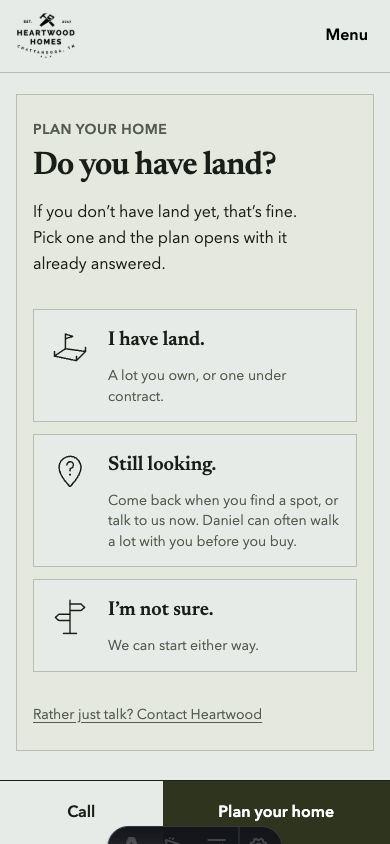 EST. 2017
HEARTWOOD
HOMES
CHATTANOOGA, TN
Menu
PLAN YOUR HOME
Do you have land?
If you don’t have land yet, that’s fine.
Pick one and the plan opens with it
already answered.
I have land.
A lot you own, or one under
contract.
Still looking.
Come back when you find a spot, or
talk to us now. Daniel can often walk
a lot with you before you buy.
I’m not sure.
We can start either way.
Rather just talk? Contact Heartwood
Call
Plan your home